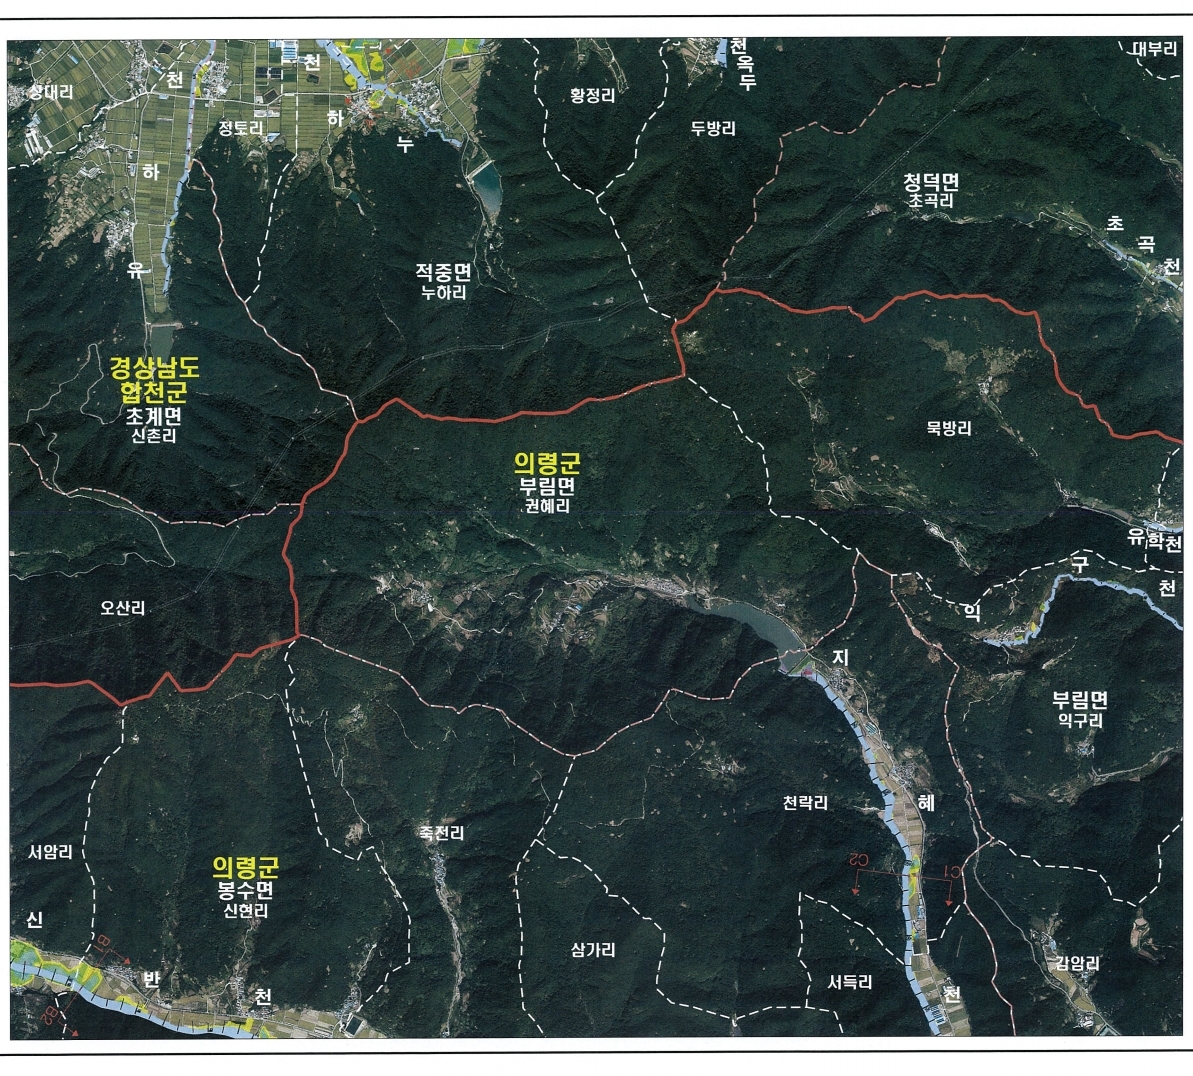 천
옥
두
대부리
상대리
천
천
황정리
정토리
하
누
두방리
하
청덕면
초곡리
초
곡
천
유
적중면
누하리
경상남도
합천군
초계면
신촌리
묵방리
의령군
부림면
권혜리
유학천
구
천
오산리
익
지
부림면
익구리
천락리
혜
죽전리
서암리
C2
C1
의령군
봉수면
신현리
신
삼가리
B1
반
서득리
감암리
천
천
B2